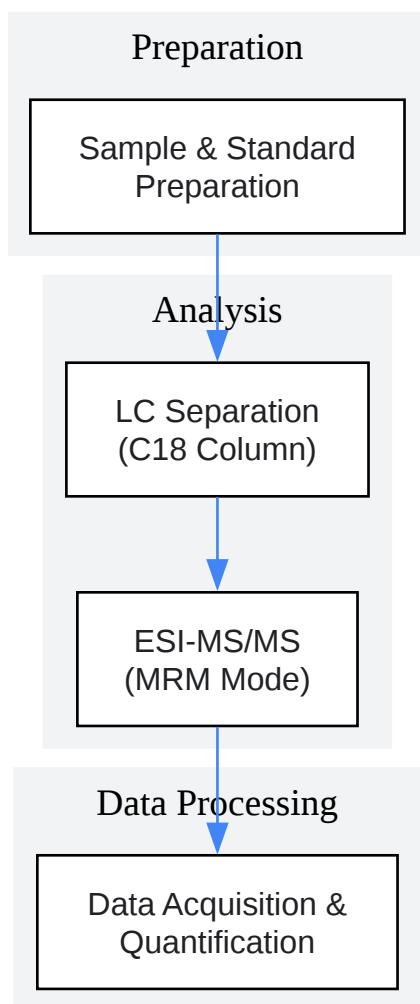 Preparation
Sample & Standard
Preparation
Analysis
LC Separation
(C18 Column)
ESI-MS/MS
(MRM Mode)
Data Processing
Data Acquisition &
Quantification